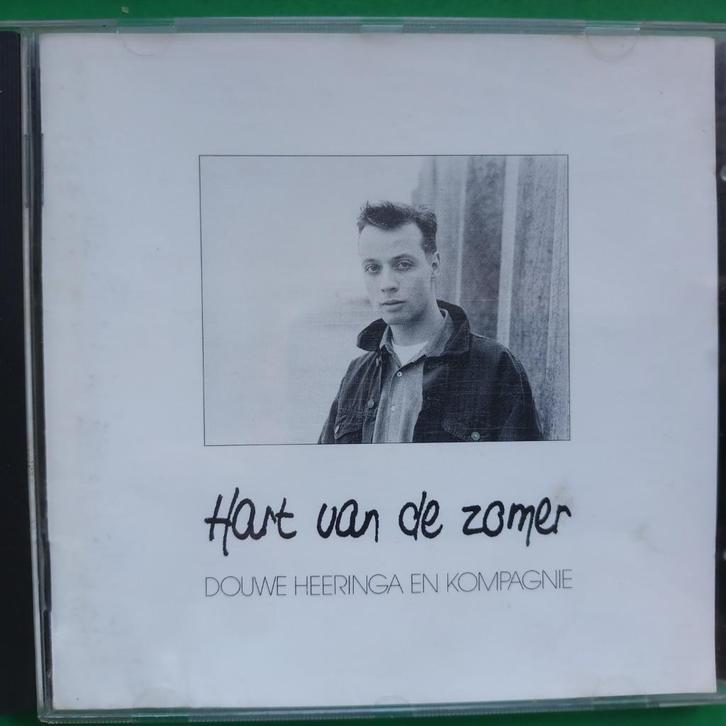 Hart van de zomer
DOUWE HEERINGA EN KOMPAGNIE